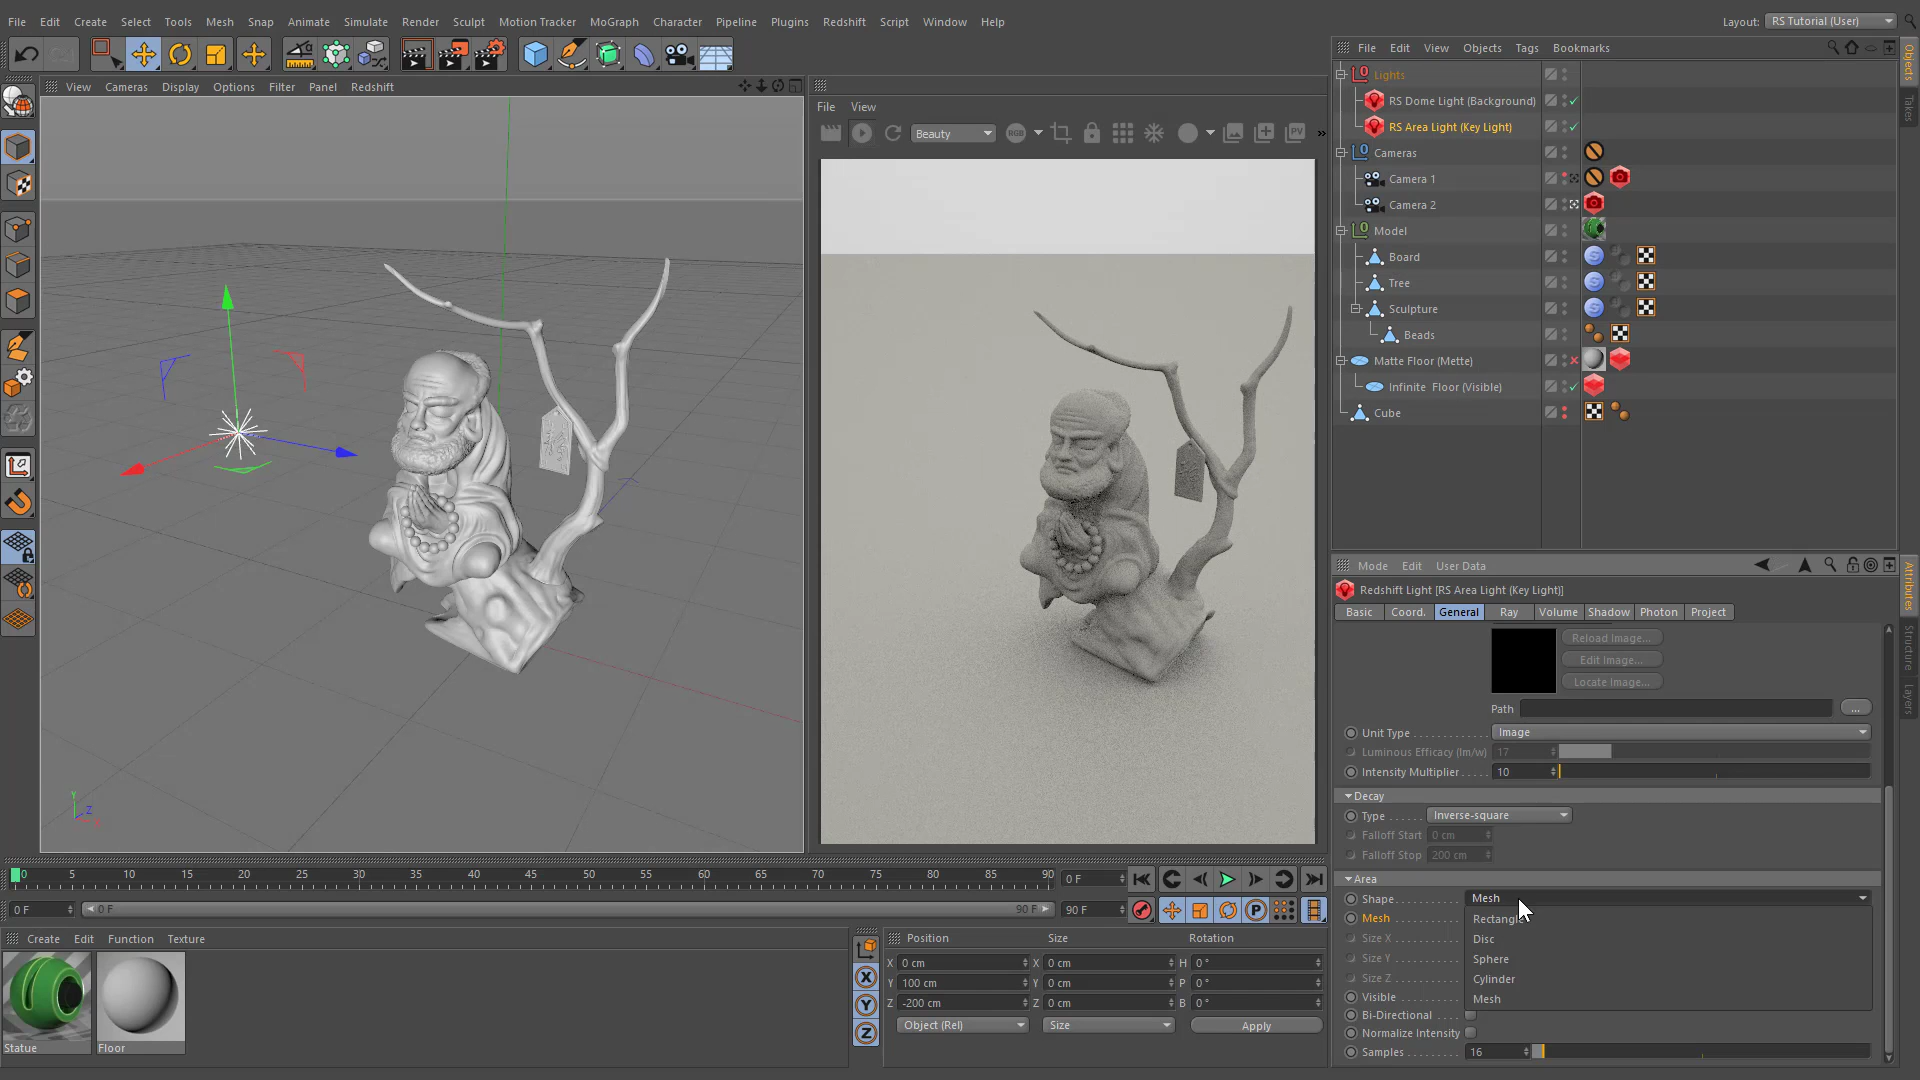 File Edit Create Select Tools Mesh Snap Animate Simulate Render Sculpt Motion Tracker MoGraph Character Pipeline Plugins Redshift Script Window Help Layout: RS Tutorial (User)
View Cameras Display Options Filter Panel Redshift
File View
Beauty RGB PV »
File Edit View Objects Tags Bookmarks
Lights
RS Dome Light (Background)
RS Area Light (Key Light)
Cameras
Camera 1
Camera 2
Model
Board
Tree
Sculpture
Beads
Matte Floor (Mette)
Infinite Floor (Visible)
Cube
Objects
Takes
Mode Edit User Data
Redshift Light [RS Area Light (Key Light)]
Basic Coord. General Ray Volume Shadow Photon Project
Reload Image...
Edit Image...
Locate Image...
Path ...
Unit Type Image
Luminous Efficacy (lm/w) 17
Intensity Multiplier 10
Decay
Type Inverse-square
Falloff Start 0 cm
Falloff Stop 200 cm
Area
Shape Mesh
Mesh Rectangle
Size X Disc
Size Y Sphere
Size Z Cylinder
Visible Mesh
Bi-Directional
Normalize Intensity
Samples 16
Attributes
Structure
Layers
Y Z
0 5 10 15 20 25 30 35 40 45 50 55 60 65 70 75 80 85 90 0 F
0 F 0 F 90 F 90 F
Create Edit Function Texture
Statue Floor
Position Size Rotation
X 0 cm X 0 cm H 0 °
Y 100 cm Y 0 cm P 0 °
Z -200 cm Z 0 cm B 0 °
Object (Rel) Size Apply
X
Y
Z